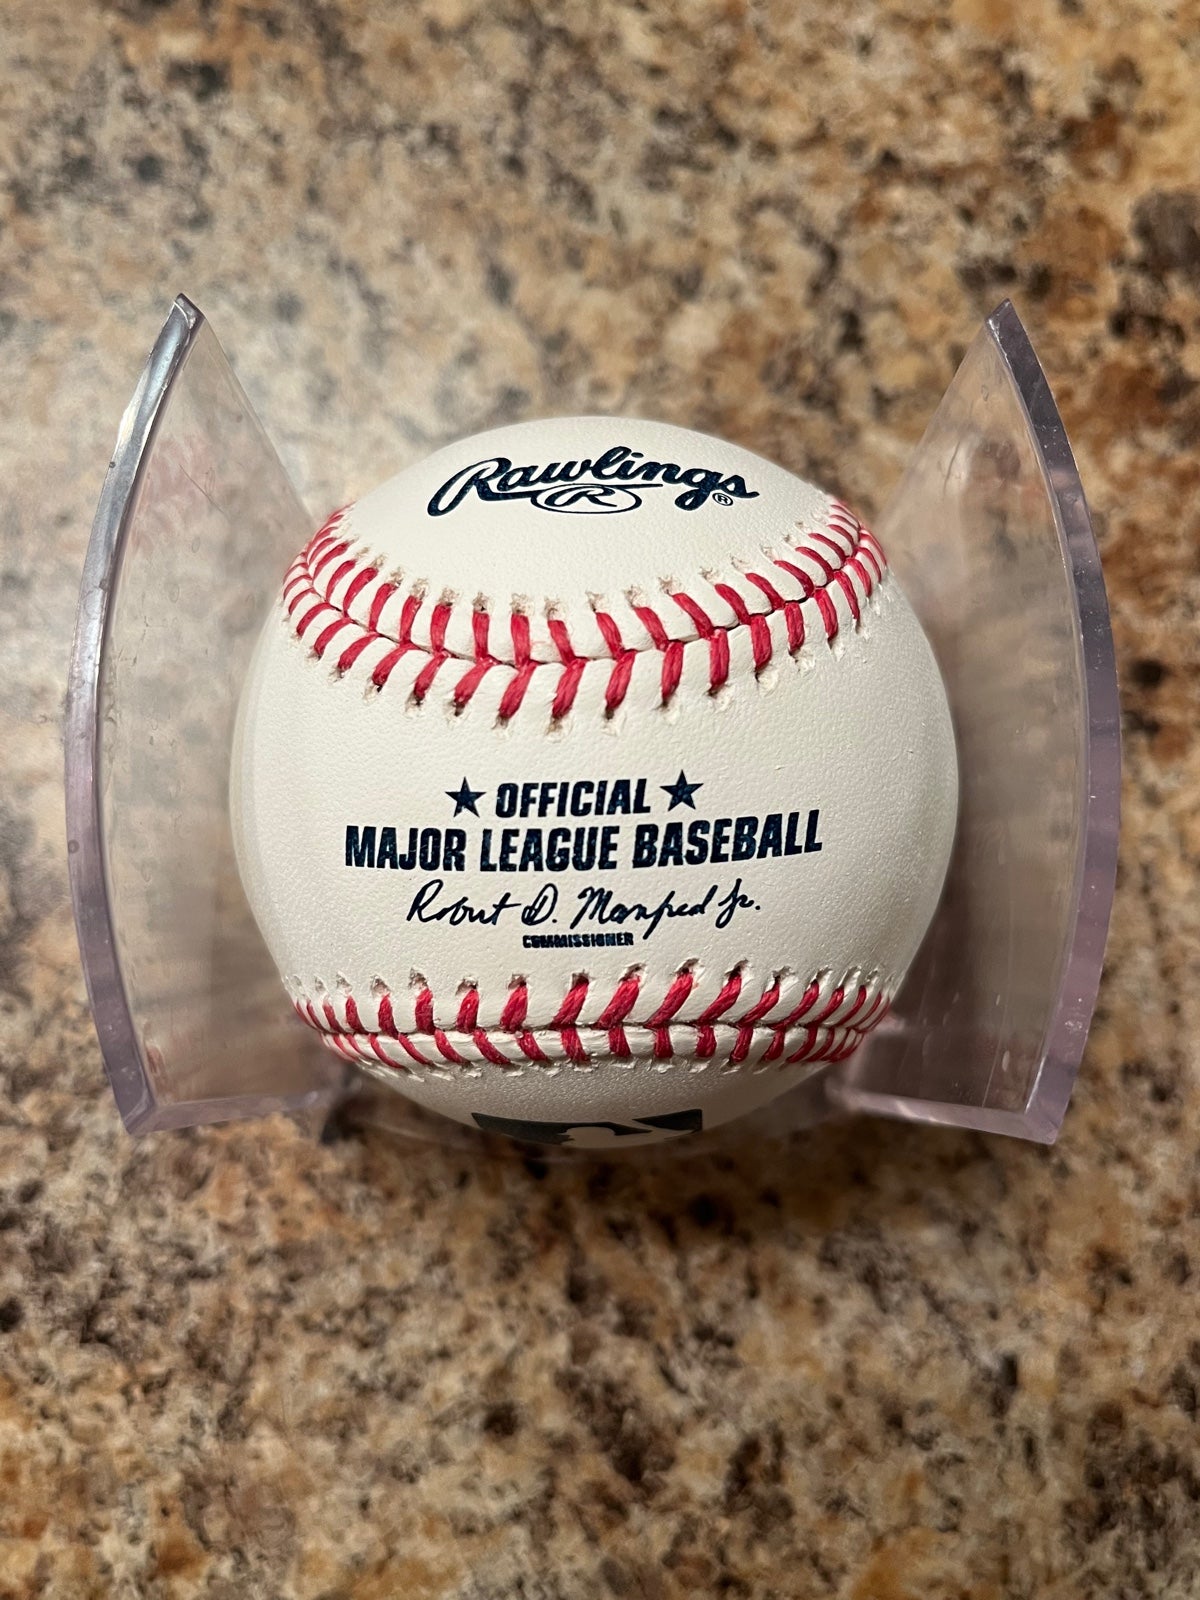 Rawlings ®
R
★ OFFICIAL ★
MAJOR LEAGUE BASEBALL
Robert D. Manfred Jr.
COMMISSIONER